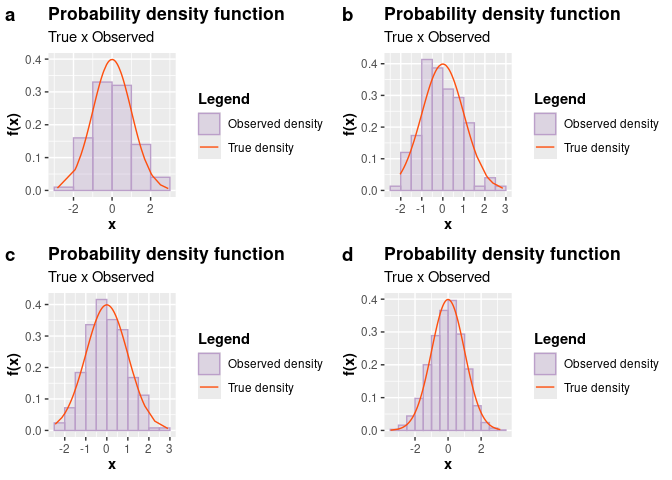 a
Probability density function
True x Observed
0.4
0.3
0.2
0.1
0.0
f(x)
-2 0 2
x
Legend
Observed density
True density
b
Probability density function
True x Observed
0.4
0.3
0.2
0.1
0.0
f(x)
-2 -1 0 1 2 3
x
Legend
Observed density
True density
c
Probability density function
True x Observed
0.4
0.3
0.2
0.1
0.0
f(x)
-2 -1 0 1 2 3
x
Legend
Observed density
True density
d
Probability density function
True x Observed
0.4
0.3
0.2
0.1
0.0
f(x)
-2 0 2
x
Legend
Observed density
True density